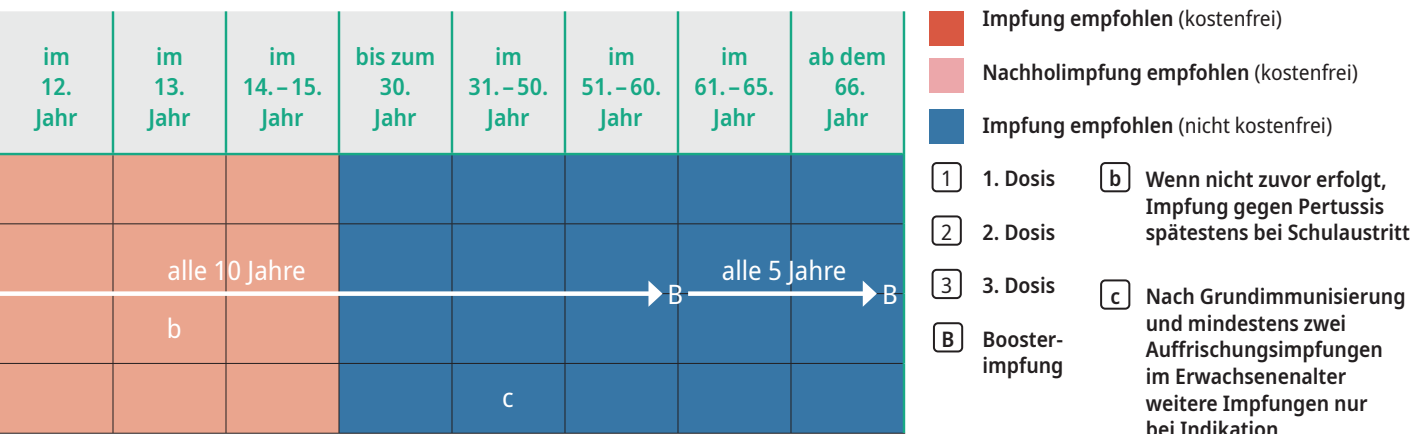 im 12. Jahr
im 13. Jahr
im 14. – 15. Jahr
bis zum 30. Jahr
im 31. – 50. Jahr
im 51. – 60. Jahr
im 61. – 65. Jahr
ab dem 66. Jahr
alle 10 Jahre
B
alle 5 Jahre
B
b
c
Impfung empfohlen (kostenfrei)
Nachholimpfung empfohlen (kostenfrei)
Impfung empfohlen (nicht kostenfrei)
1 1. Dosis
2 2. Dosis
3 3. Dosis
B Booster-
impfung
b Wenn nicht zuvor erfolgt,
Impfung gegen Pertussis
spätestens bei Schulaustritt
c Nach Grundimmunisierung
und mindestens zwei
Auffrischungsimpfungen
im Erwachsenenalter
weitere Impfungen nur
bei Indikation